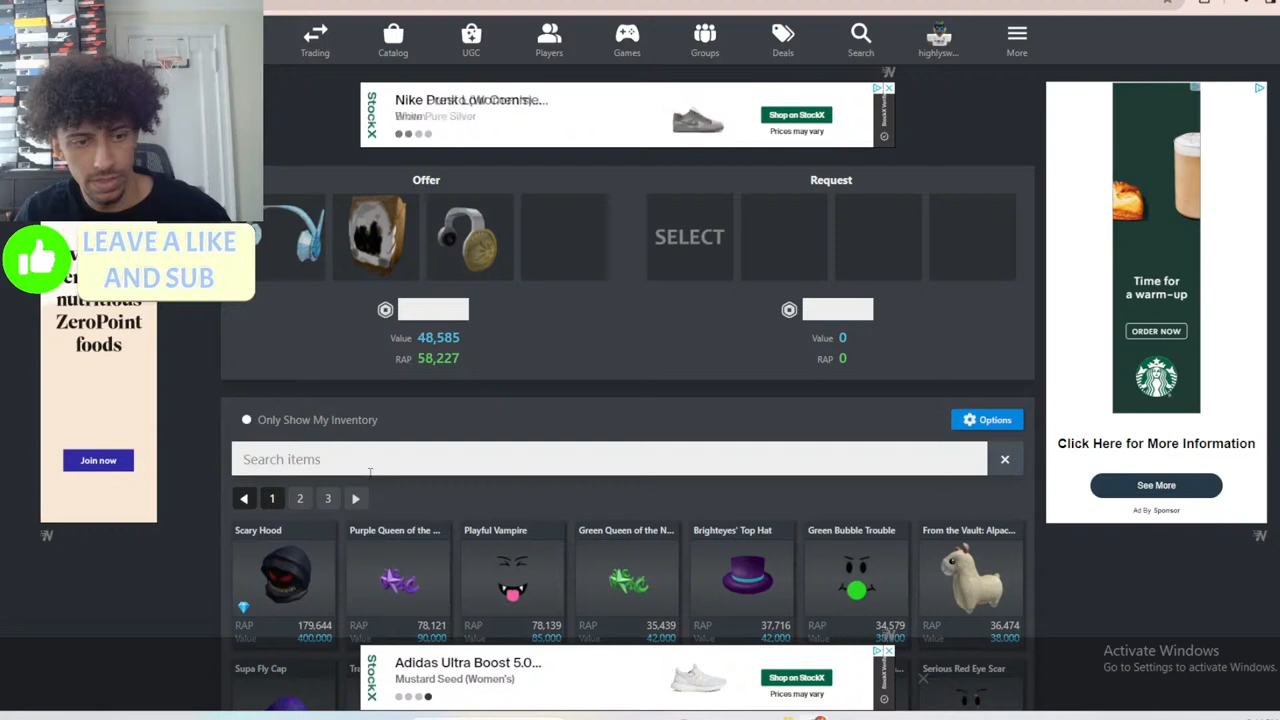 Trading
Catalog
UGC
Players
Games
Groups
Deals
Search
highlysw...
More
StockX
White Pure Silver
Shop on StockX
Prices may vary
Offer
Request
SELECT
Value 48,585
RAP 58,227
Value 0
RAP 0
LEAVE A LIKE
AND SUB
nutritious
ZeroPoint
foods
Join now
Time for
a warm-up
ORDER NOW
Click Here for More Information
See More
Ad By Sponsor
Only Show My Inventory
Options
Search items
1 2 3
Scary Hood
RAP 179,644
Value 400,000
Purple Queen of the ...
RAP 78,121
Value 90,000
Playful Vampire
RAP 78,139
Value 85,000
Green Queen of the N...
RAP 35,439
Value 42,000
Brighteyes' Top Hat
RAP 37,716
Value 42,000
Green Bubble Trouble
RAP 34,579
Value
From the Vault: Alpac...
RAP 36,474
Value 38,000
Supa Fly Cap
Serious Red Eye Scar
StockX
Adidas Ultra Boost 5.0...
Mustard Seed (Women's)
Shop on StockX
Prices may vary
Activate Windows
Go to Settings to activate Windows.